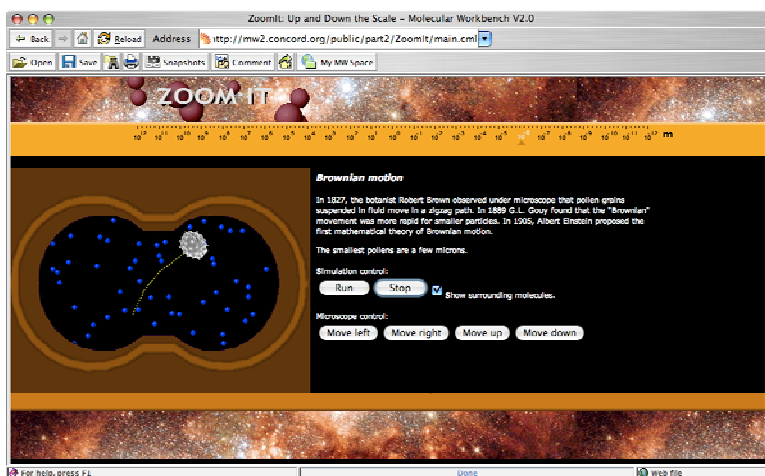 ZoomIt: Up and Down the Scale – Molecular Workbench V2.0
Back Reload Address http://mw2.concord.org/public/part2/ZoomIt/main.cml
Open Save Snapshots Comment My MW Space
ZOOM IT
m
Brownian motion
In 1827, the botanist Robert Brown observed under microscope that pollen grains
suspended in fluid move in a zigzag path. In 1889 G.L. Gouy found that the "Brownian"
movement was more rapid for smaller particles. In 1905, Albert Einstein proposed the
first mathematical theory of Brownian motion.
The smallest pollens are a few microns.
Simulation control:
Run Stop Show surrounding molecules.
Microscope control:
Move left Move right Move up Move down
For help, press F1 Done Web file